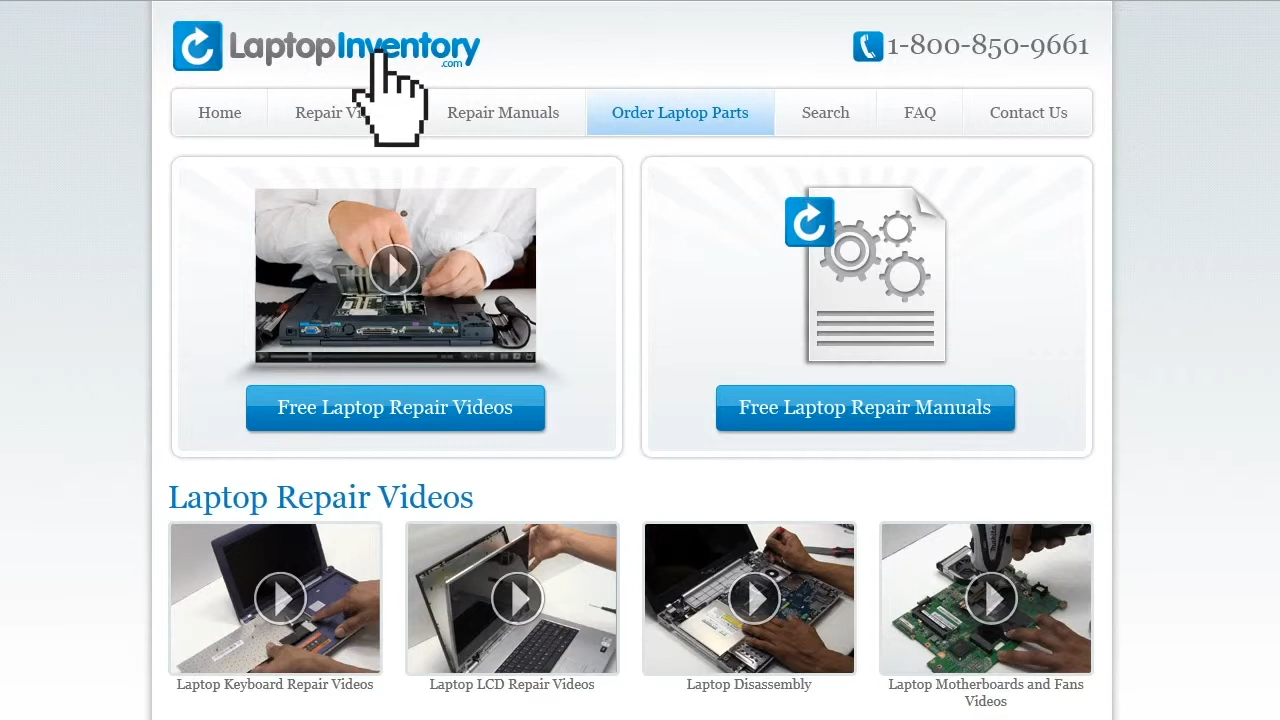 LaptopInventory
.com
1-800-850-9661
Home
Repair Vi
Repair Manuals
Order Laptop Parts
Search
FAQ
Contact Us
Free Laptop Repair Videos
Free Laptop Repair Manuals
Laptop Repair Videos
Laptop Keyboard Repair Videos
Laptop LCD Repair Videos
Laptop Disassembly
Laptop Motherboards and Fans
Videos